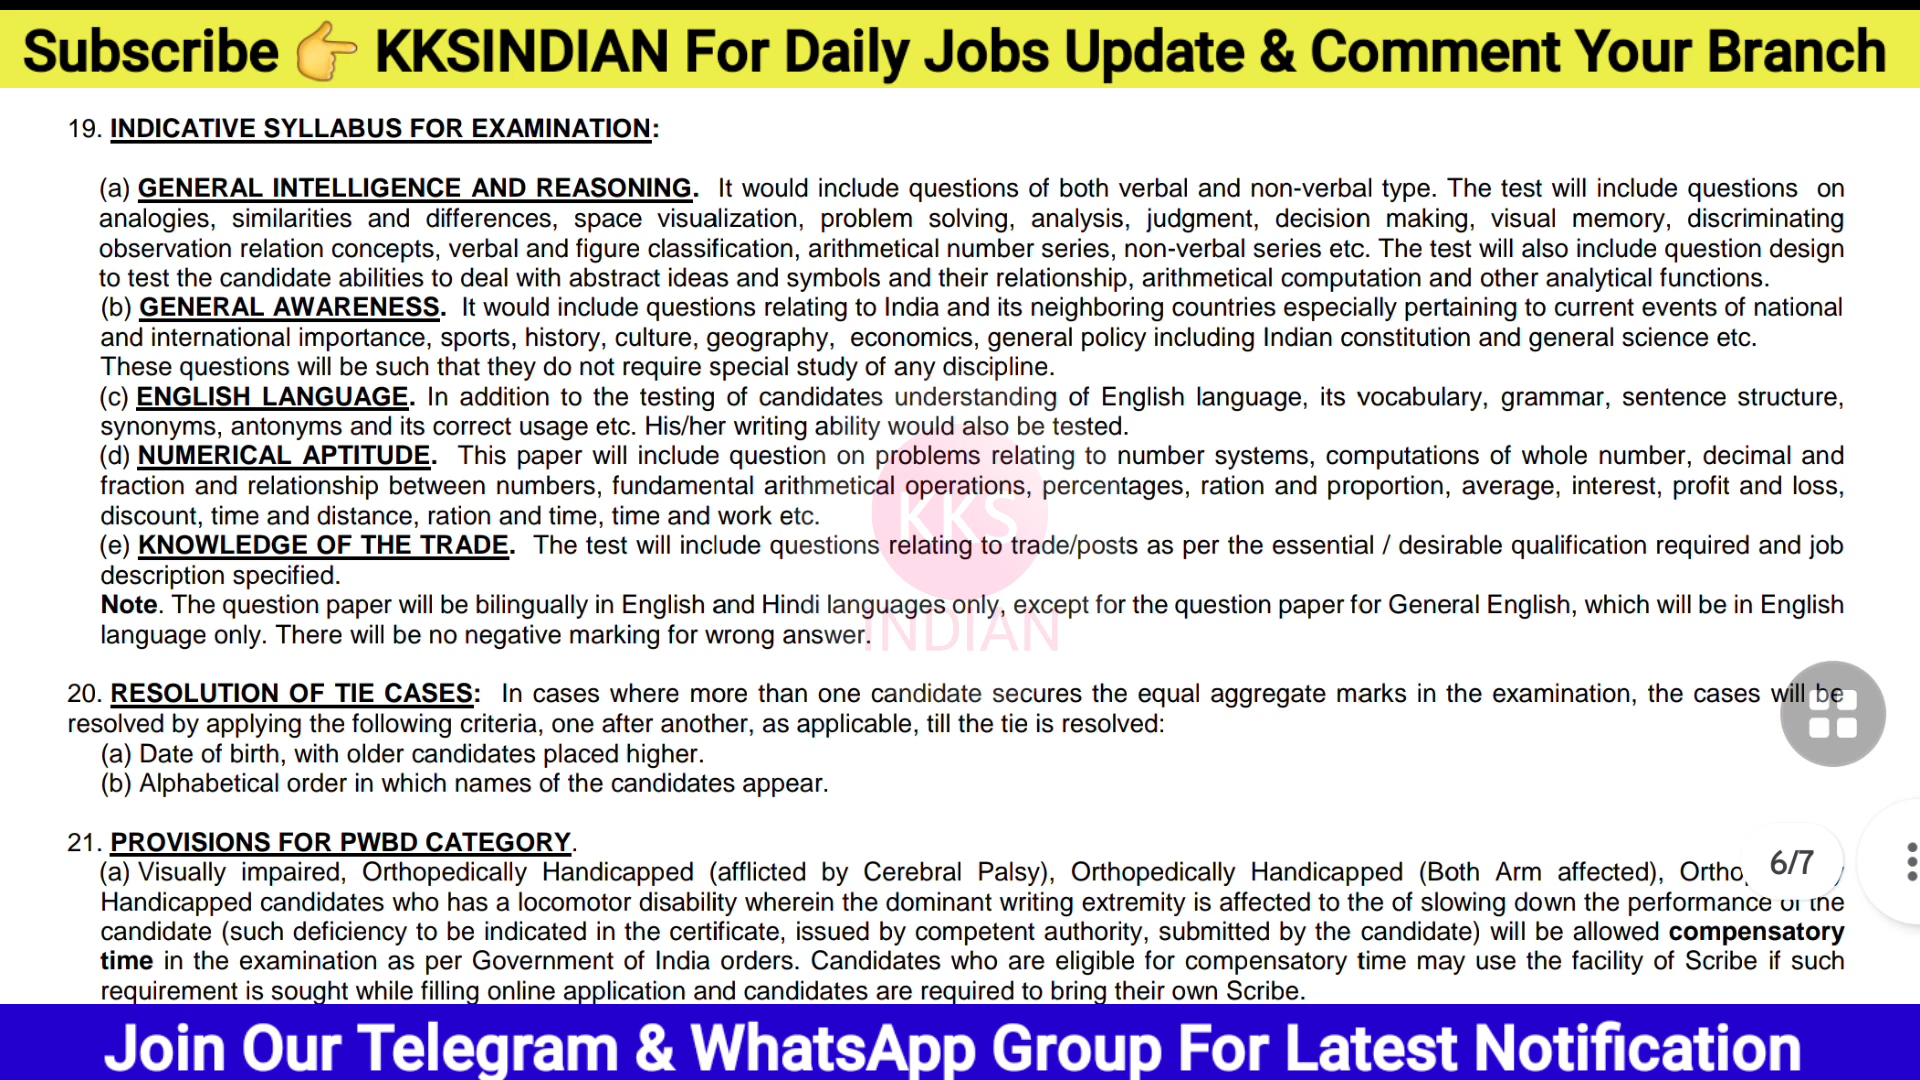 Subscribe 👉 KKSINDIAN For Daily Jobs Update & Comment Your Branch
19. INDICATIVE SYLLABUS FOR EXAMINATION:
(a) GENERAL INTELLIGENCE AND REASONING. It would include questions of both verbal and non-verbal type. The test will include questions on
analogies, similarities and differences, space visualization, problem solving, analysis, judgment, decision making, visual memory, discriminating
observation relation concepts, verbal and figure classification, arithmetical number series, non-verbal series etc. The test will also include question design
to test the candidate abilities to deal with abstract ideas and symbols and their relationship, arithmetical computation and other analytical functions.
(b) GENERAL AWARENESS. It would include questions relating to India and its neighboring countries especially pertaining to current events of national
and international importance, sports, history, culture, geography, economics, general policy including Indian constitution and general science etc.
These questions will be such that they do not require special study of any discipline.
(c) ENGLISH LANGUAGE. In addition to the testing of candidates understanding of English language, its vocabulary, grammar, sentence structure,
synonyms, antonyms and its correct usage etc. His/her writing ability would also be tested.
(d) NUMERICAL APTITUDE. This paper will include question on problems relating to number systems, computations of whole number, decimal and
fraction and relationship between numbers, fundamental arithmetical operations, percentages, ration and proportion, average, interest, profit and loss,
discount, time and distance, ration and time, time and work etc.
(e) KNOWLEDGE OF THE TRADE. The test will include questions relating to trade/posts as per the essential / desirable qualification required and job
description specified.
Note. The question paper will be bilingually in English and Hindi languages only, except for the question paper for General English, which will be in English
language only. There will be no negative marking for wrong answer.
KKS
INDIAN
20. RESOLUTION OF TIE CASES: In cases where more than one candidate secures the equal aggregate marks in the examination, the cases will be
resolved by applying the following criteria, one after another, as applicable, till the tie is resolved:
(a) Date of birth, with older candidates placed higher.
(b) Alphabetical order in which names of the candidates appear.
21. PROVISIONS FOR PWBD CATEGORY.
(a) Visually impaired, Orthopedically Handicapped (afflicted by Cerebral Palsy), Orthopedically Handicapped (Both Arm affected),
6/7
Handicapped candidates who has a locomotor disability wherein the dominant writing extremity is affected to the of slowing down the performance of the
candidate (such deficiency to be indicated in the certificate, issued by competent authority, submitted by the candidate) will be allowed compensatory
time in the examination as per Government of India orders. Candidates who are eligible for compensatory time may use the facility of Scribe if such
requirement is sought while filling online application and candidates are required to bring their own Scribe.
Join Our Telegram & WhatsApp Group For Latest Notification